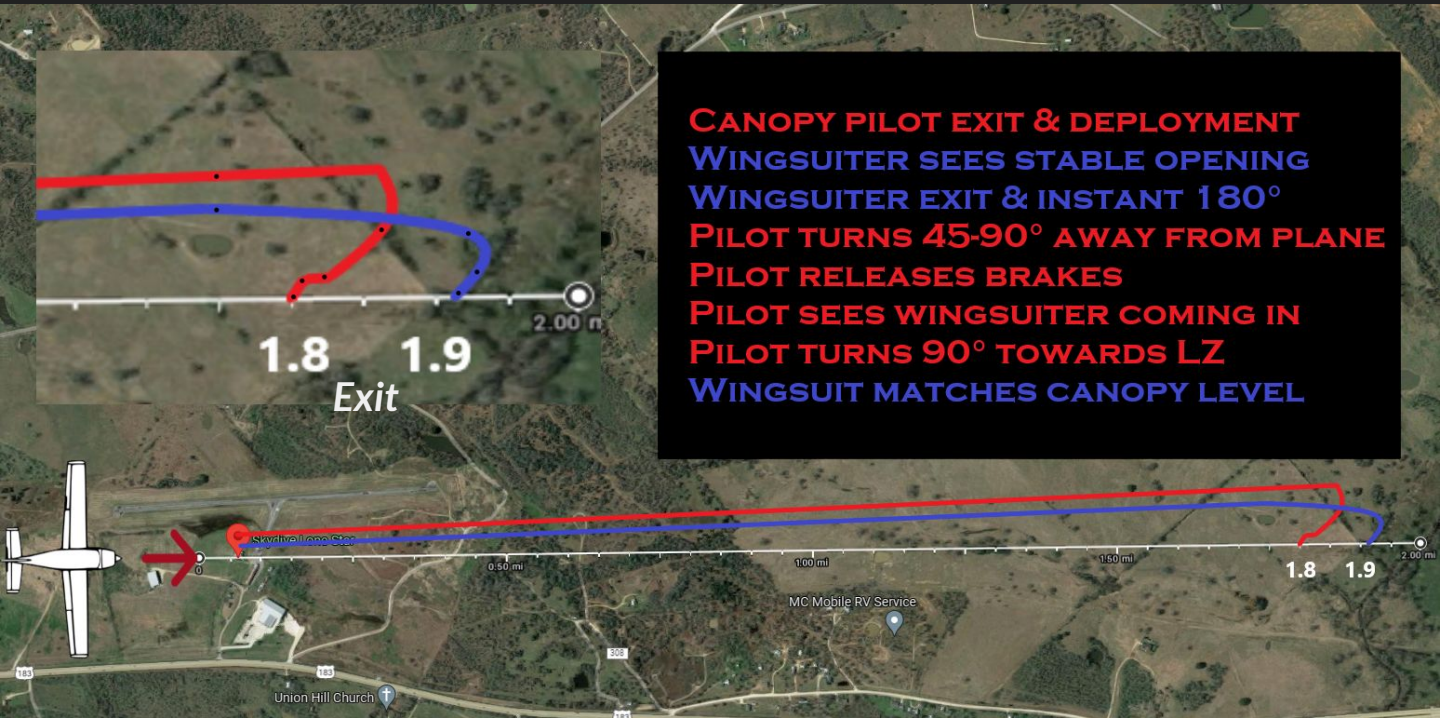 CANOPY PILOT EXIT & DEPLOYMENT
WINGSUITER SEES STABLE OPENING
WINGSUITER EXIT & INSTANT 180°
PILOT TURNS 45-90° AWAY FROM PLANE
PILOT RELEASES BRAKES
PILOT SEES WINGSUITER COMING IN
PILOT TURNS 90° TOWARDS LZ
WINGSUIT MATCHES CANOPY LEVEL
2.00 m
1.8 1.9
Exit
Skydive Lone Star
0
0.50 mi
1.00 mi
1.50 mi
2.00 mi
1.8 1.9
MC Mobile RV Service
308
183
183
Union Hill Church
183